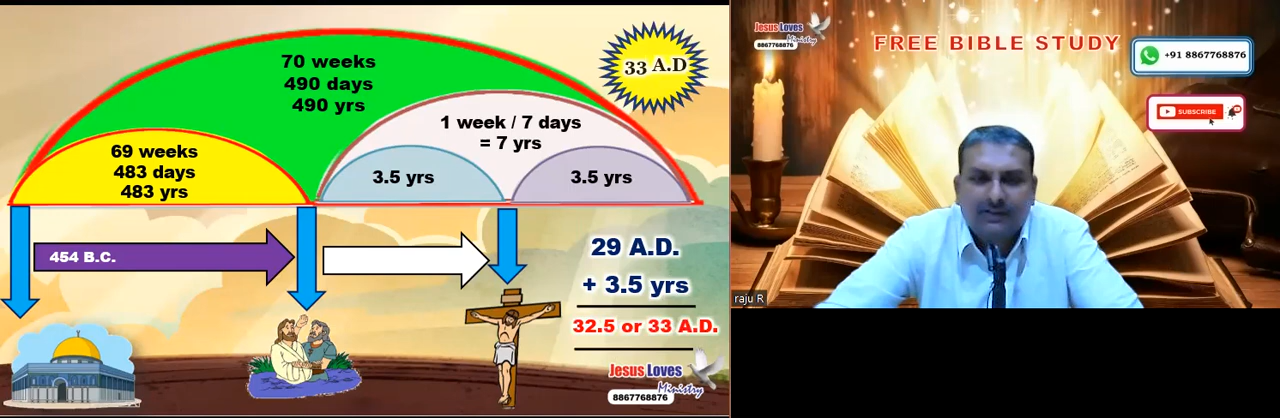 70 weeks
490 days
490 yrs
33 A.D
1 week / 7 days
= 7 yrs
69 weeks
483 days
483 yrs
3.5 yrs
3.5 yrs
454 B.C.
29 A.D.
+ 3.5 yrs
32.5 or 33 A.D.
Jesus Loves
Ministry
8867768876
Jesus Loves
Ministry
8867768876
FREE BIBLE STUDY
+91 8867768876
SUBSCRIBE
raju R